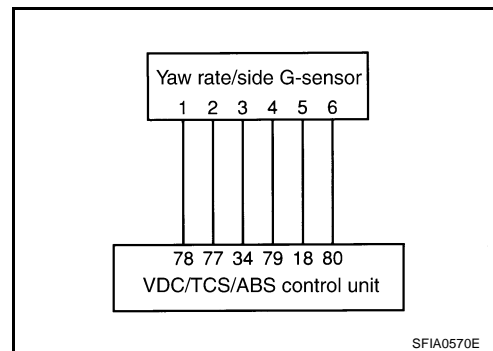 Yaw rate/side G-sensor
1 2 3 4 5 6
78 77 34 79 18 80
VDC/TCS/ABS control unit
SFIA0570E